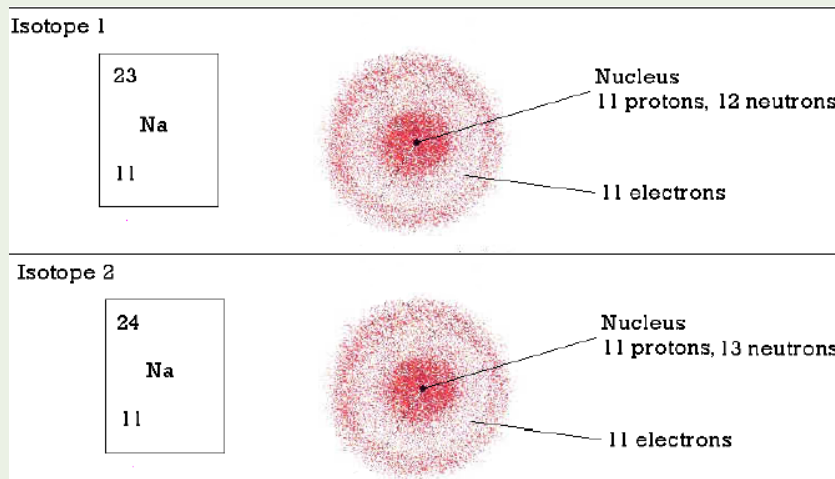 Isotope 1
23
Na
11
Nucleus
11 protons, 12 neutrons
11 electrons
Isotope 2
24
Na
11
Nucleus
11 protons, 13 neutrons
11 electrons